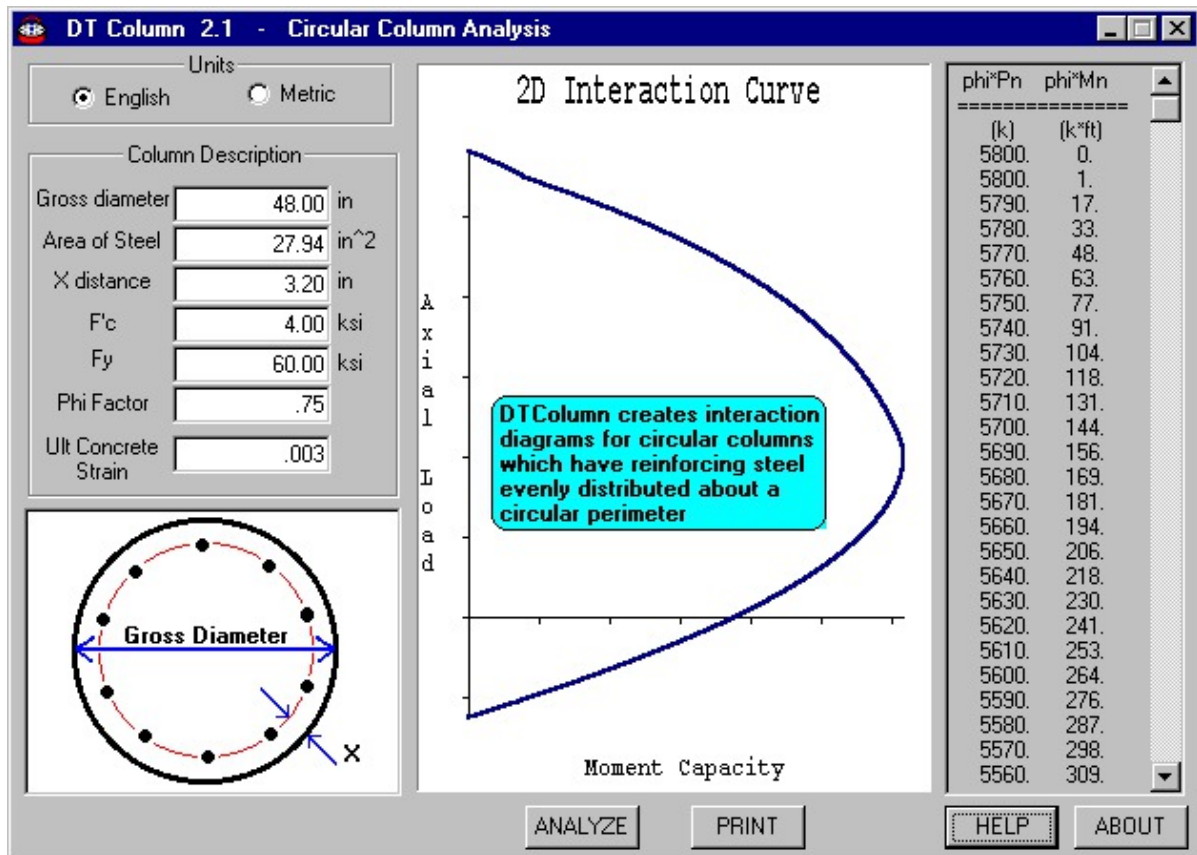 DT Column 2.1 - Circular Column Analysis
Units
English
Metric
Column Description
Gross diameter 48.00 in
Area of Steel 27.94 in^2
X distance 3.20 in
F'c 4.00 ksi
Fy 60.00 ksi
Phi Factor .75
Ult Concrete
Strain
.003
Gross Diameter
X
2D Interaction Curve
Axial Load
DTColumn creates interaction
diagrams for circular columns
which have reinforcing steel
evenly distributed about a
circular perimeter
Moment Capacity
phi*Pn phi*Mn
================
(k) (k*ft)
5800. 0.
5800. 1.
5790. 17.
5780. 33.
5770. 48.
5760. 63.
5750. 77.
5740. 91.
5730. 104.
5720. 118.
5710. 131.
5700. 144.
5690. 156.
5680. 169.
5670. 181.
5660. 194.
5650. 206.
5640. 218.
5630. 230.
5620. 241.
5610. 253.
5600. 264.
5590. 276.
5580. 287.
5570. 298.
5560. 309.
ANALYZE
PRINT
HELP
ABOUT